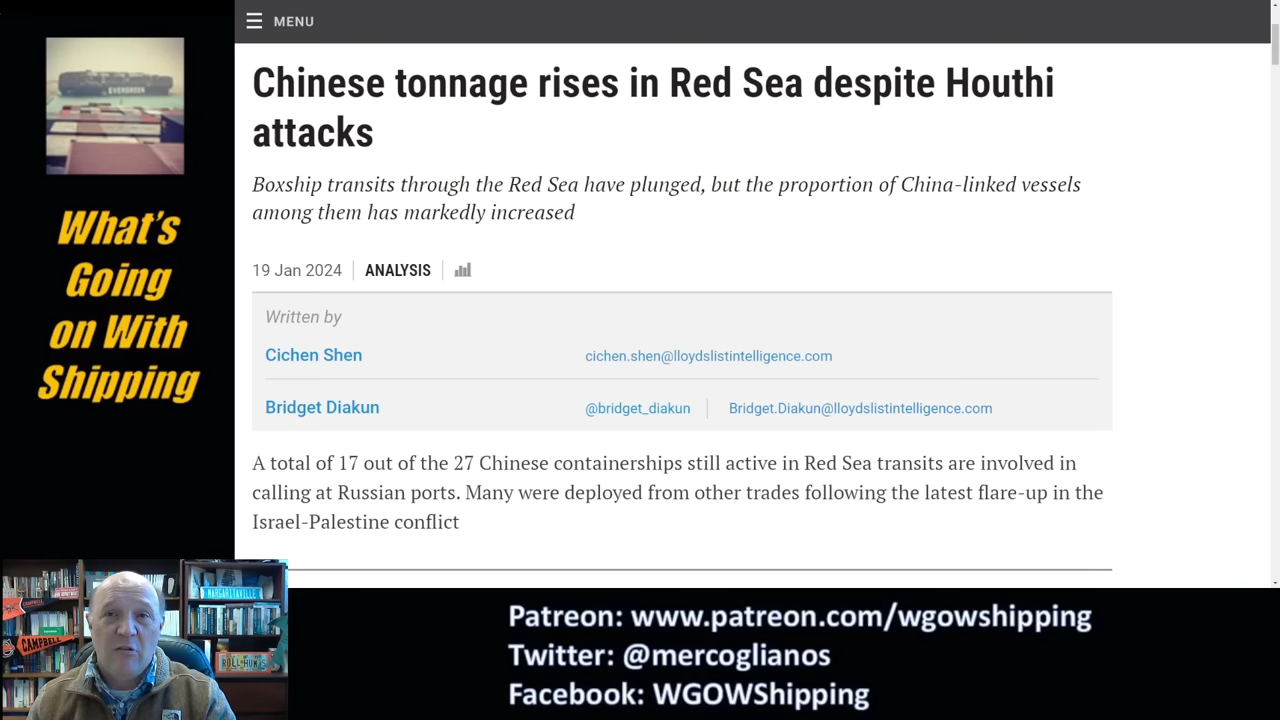 EVERGREEN
What's
Going
on With
Shipping
MENU
Chinese tonnage rises in Red Sea despite Houthi
attacks
Boxship transits through the Red Sea have plunged, but the proportion of China-linked vessels
among them has markedly increased
19 Jan 2024 ANALYSIS
Written by
Cichen Shen cichen.shen@lloydslistintelligence.com
Bridget Diakun @bridget_diakun Bridget.Diakun@lloydslistintelligence.com
A total of 17 out of the 27 Chinese containerships still active in Red Sea transits are involved in
calling at Russian ports. Many were deployed from other trades following the latest flare-up in the
Israel-Palestine conflict
MARGARITAVILLE
CAMPBELL
ROLL HUMPS
Patreon: www.patreon.com/wgowshipping
Twitter: @mercoglianos
Facebook: WGOWShipping